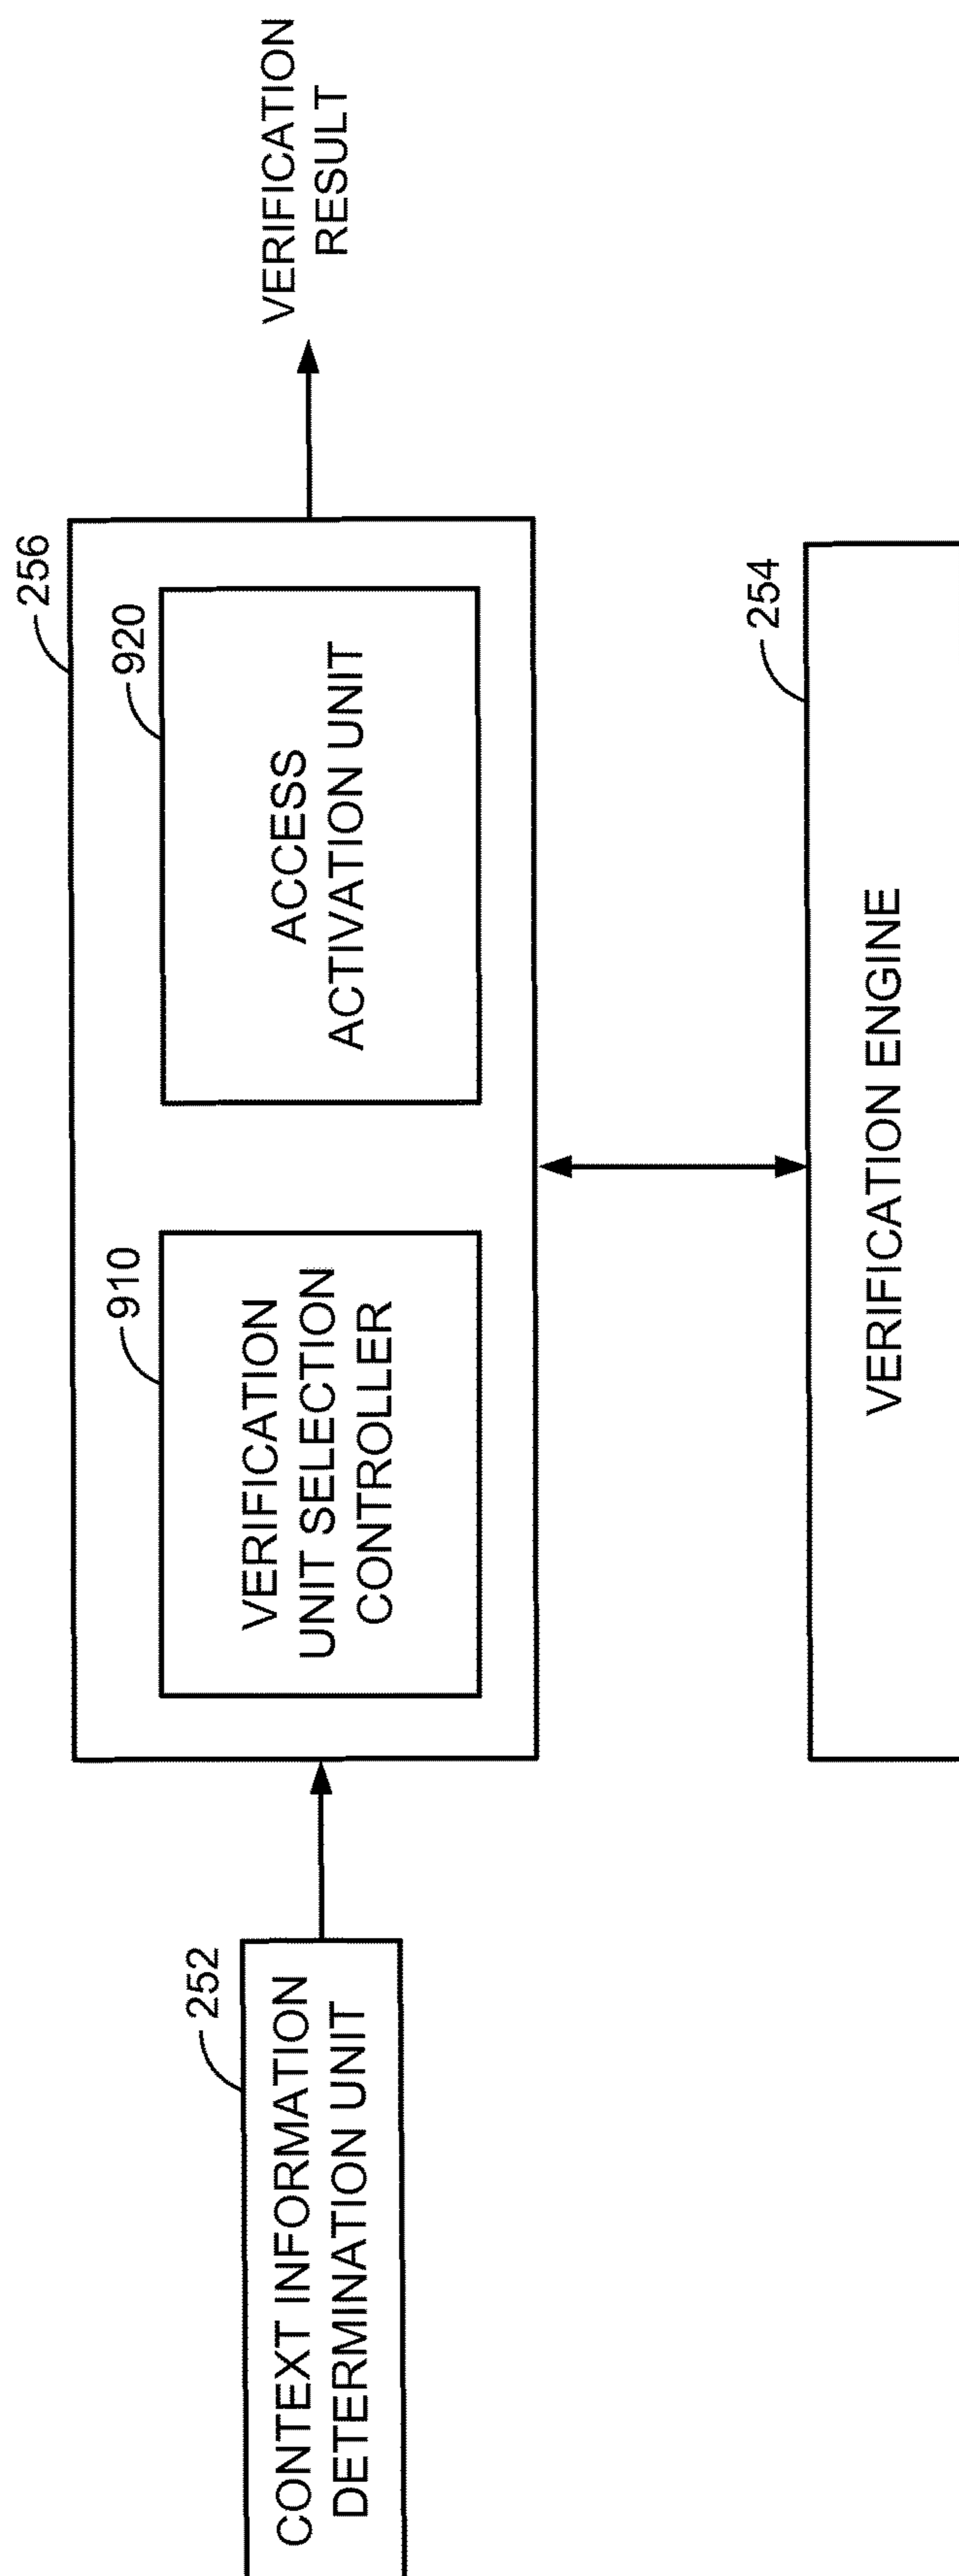 252
CONTEXT INFORMATION
DETERMINATION UNIT
256
910
VERIFICATION
UNIT SELECTION
CONTROLLER
920
ACCESS
ACTIVATION UNIT
VERIFICATION
RESULT
254
VERIFICATION ENGINE